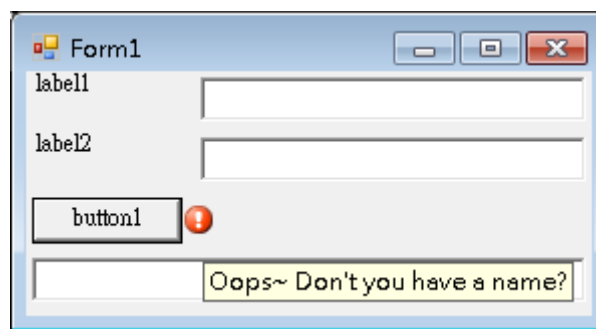 Form1
label1
label2
button1
Oops~ Don't you have a name?